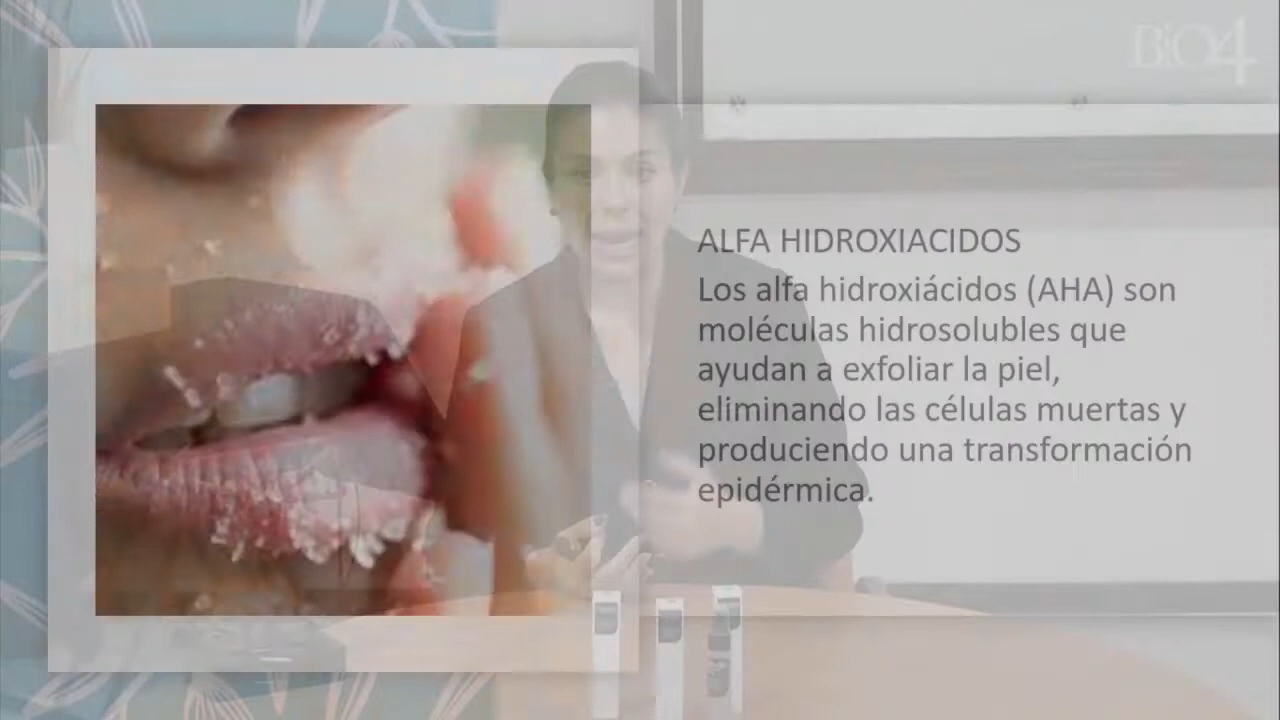 BiO4
ALFA HIDROXIACIDOS
Los alfa hidroxiácidos (AHA) son
moléculas hidrosolubles que
ayudan a exfoliar la piel,
eliminando las células muertas y
produciendo una transformación
epidérmica.